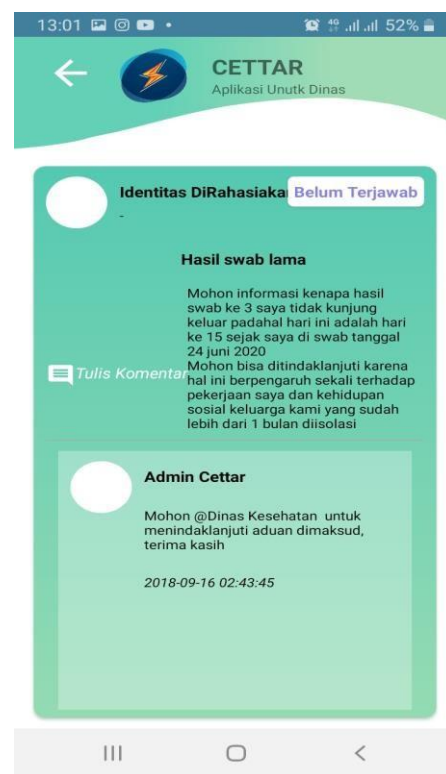 13:01
4G
52%
CETTAR
Aplikasi Unutk Dinas
Identitas DiRahasiaka
Belum Terjawab
-
Hasil swab lama
Mohon informasi kenapa hasil
swab ke 3 saya tidak kunjung
keluar padahal hari ini adalah hari
ke 15 sejak saya di swab tanggal
24 juni 2020
Mohon bisa ditindaklanjuti karena
hal ini berpengaruh sekali terhadap
pekerjaan saya dan kehidupan
sosial keluarga kami yang sudah
lebih dari 1 bulan diisolasi
Tulis Komentar
Admin Cettar
Mohon @Dinas Kesehatan untuk
menindaklanjuti aduan dimaksud,
terima kasih
2018-09-16 02:43:45